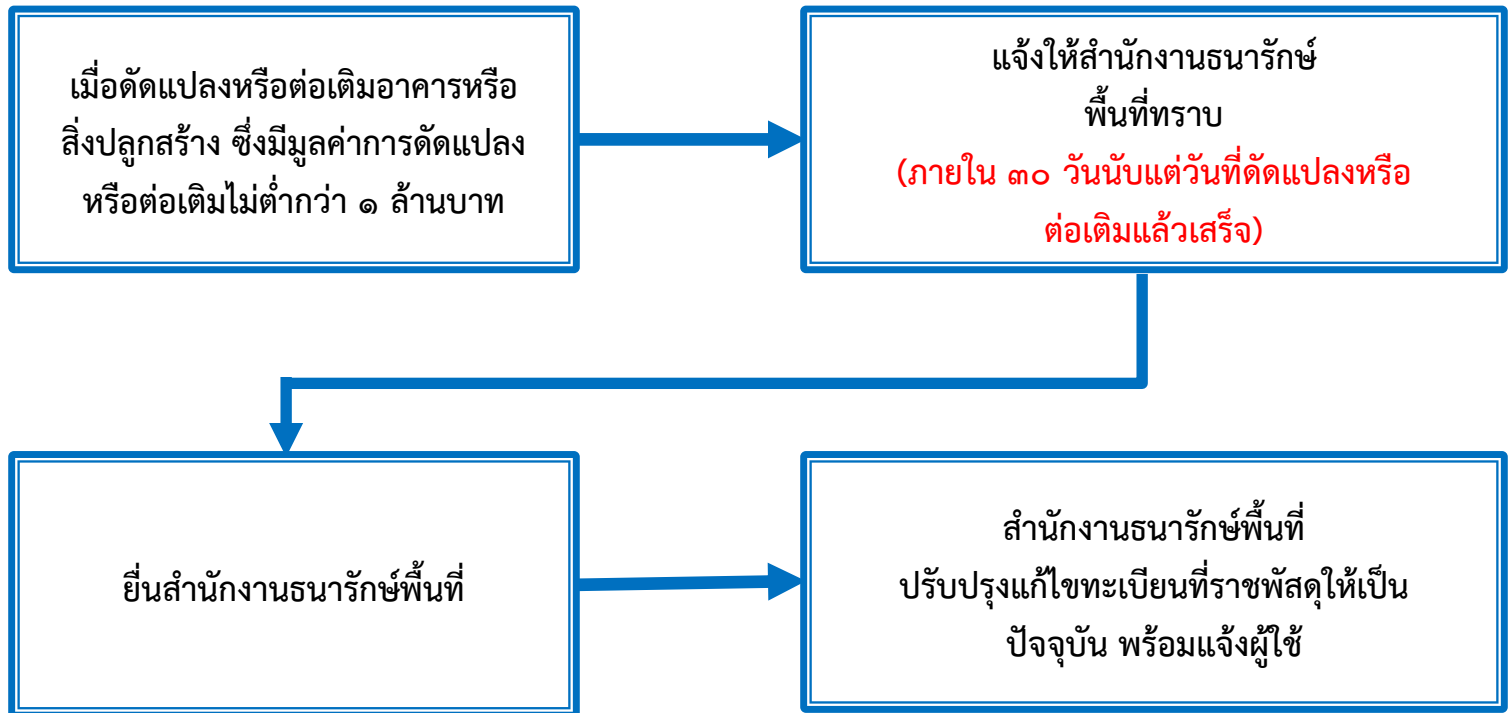 เมื่อดัดแปลงหรือต่อเติมอาคารหรือ
สิ่งปลูกสร้าง ซึ่งมีมูลค่าการดัดแปลง
หรือต่อเติมไม่ต่ำกว่า ๑ ล้านบาท
แจ้งให้สำนักงานธนารักษ์
พื้นที่ทราบ
(ภายใน ๓๐ วันนับแต่วันที่ดัดแปลงหรือ
ต่อเติมแล้วเสร็จ)
ยื่นสำนักงานธนารักษ์พื้นที่
สำนักงานธนารักษ์พื้นที่
ปรับปรุงแก้ไขทะเบียนที่ราชพัสดุให้เป็น
ปัจจุบัน พร้อมแจ้งผู้ใช้